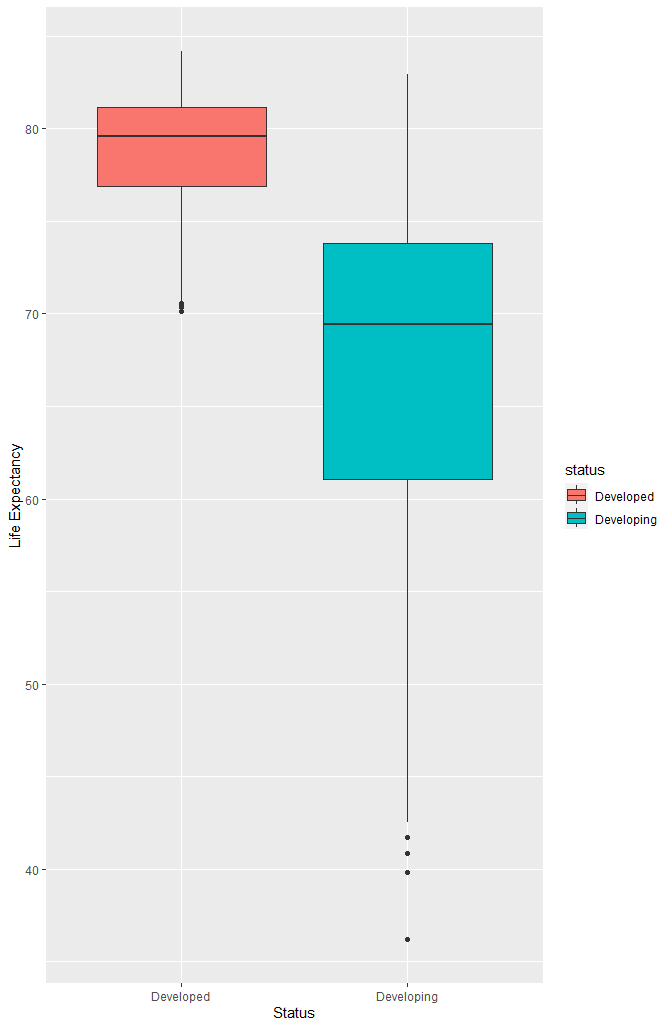 80
70
60
50
40
Life Expectancy
Developed
Developing
Status
status
Developed
Developing